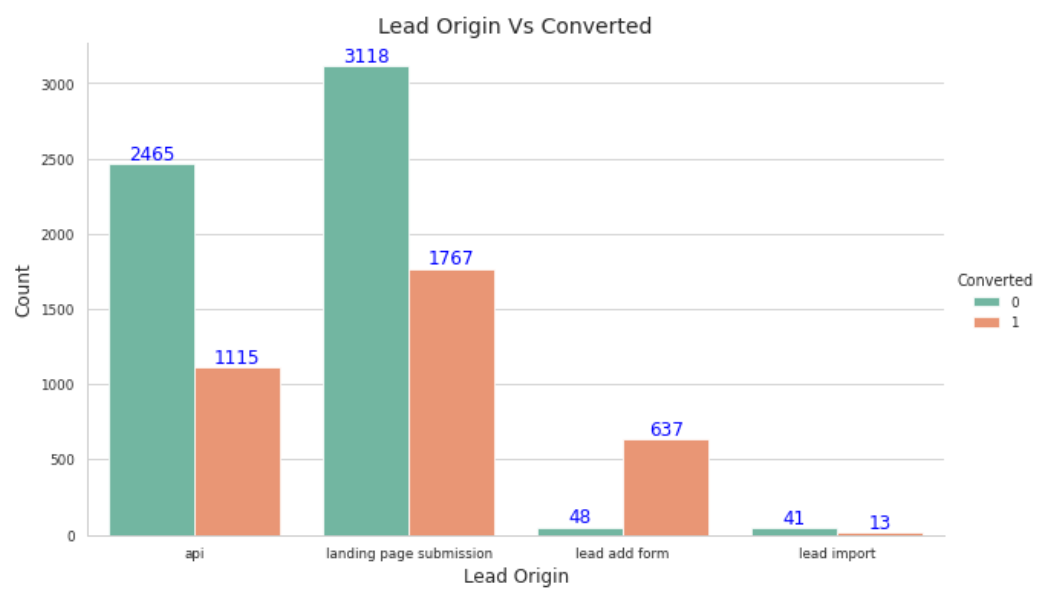 Lead Origin Vs Converted
3118
3000
2465
2500
2000
1767
1500
1115
1000
637
500
48
41
13
0
Count
api
landing page submission
lead add form
lead import
Lead Origin
Converted
0
1